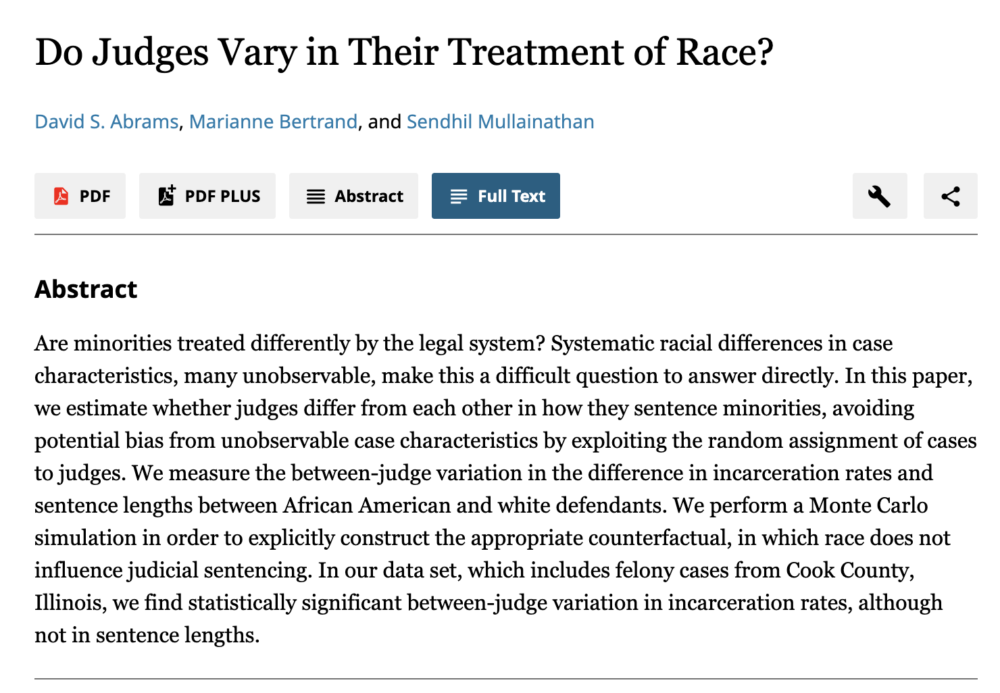 Do Judges Vary in Their Treatment of Race?
David S. Abrams, Marianne Bertrand, and Sendhil Mullainathan
PDF PDF PLUS Abstract Full Text
Abstract
Are minorities treated differently by the legal system? Systematic racial differences in case
characteristics, many unobservable, make this a difficult question to answer directly. In this paper,
we estimate whether judges differ from each other in how they sentence minorities, avoiding
potential bias from unobservable case characteristics by exploiting the random assignment of cases
to judges. We measure the between-judge variation in the difference in incarceration rates and
sentence lengths between African American and white defendants. We perform a Monte Carlo
simulation in order to explicitly construct the appropriate counterfactual, in which race does not
influence judicial sentencing. In our data set, which includes felony cases from Cook County,
Illinois, we find statistically significant between-judge variation in incarceration rates, although
not in sentence lengths.